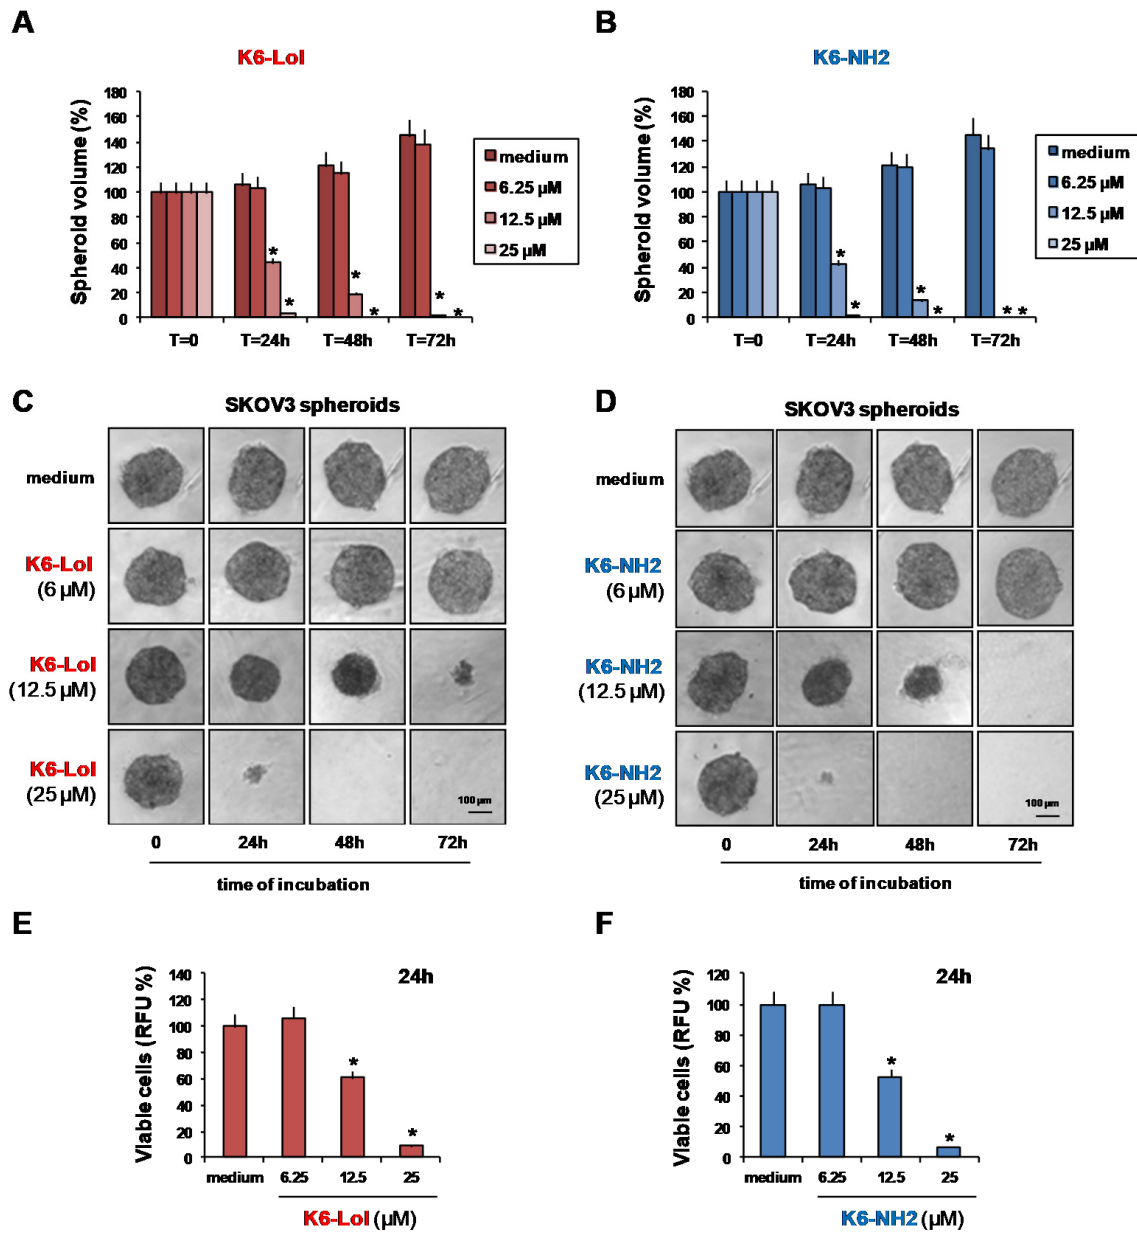 A
K6-LoI
Spheroid volume (%)
180
160
140
120
100
80
60
40
20
0
* * * * * *
T=0 T=24h T=48h T=72h
medium
6.25 µM
12.5 µM
25 µM
B
K6-NH2
Spheroid volume (%)
180
160
140
120
100
80
60
40
20
0
* * * * * *
T=0 T=24h T=48h T=72h
medium
6.25 µM
12.5 µM
25 µM
C
SKOV3 spheroids
medium
K6-LoI
(6 µM)
K6-LoI
(12.5 µM)
K6-LoI
(25 µM)
100 µm
0 24h 48h 72h
time of incubation
D
SKOV3 spheroids
medium
K6-NH2
(6 µM)
K6-NH2
(12.5 µM)
K6-NH2
(25 µM)
100 µm
0 24h 48h 72h
time of incubation
E
24h
Viable cells (RFU %)
140
120
100
80
60
40
20
0
* *
medium 6.25 12.5 25
K6-LoI (µM)
F
24h
Viable cells (RFU %)
120
100
80
60
40
20
0
* *
medium 6.25 12.5 25
K6-NH2 (µM)